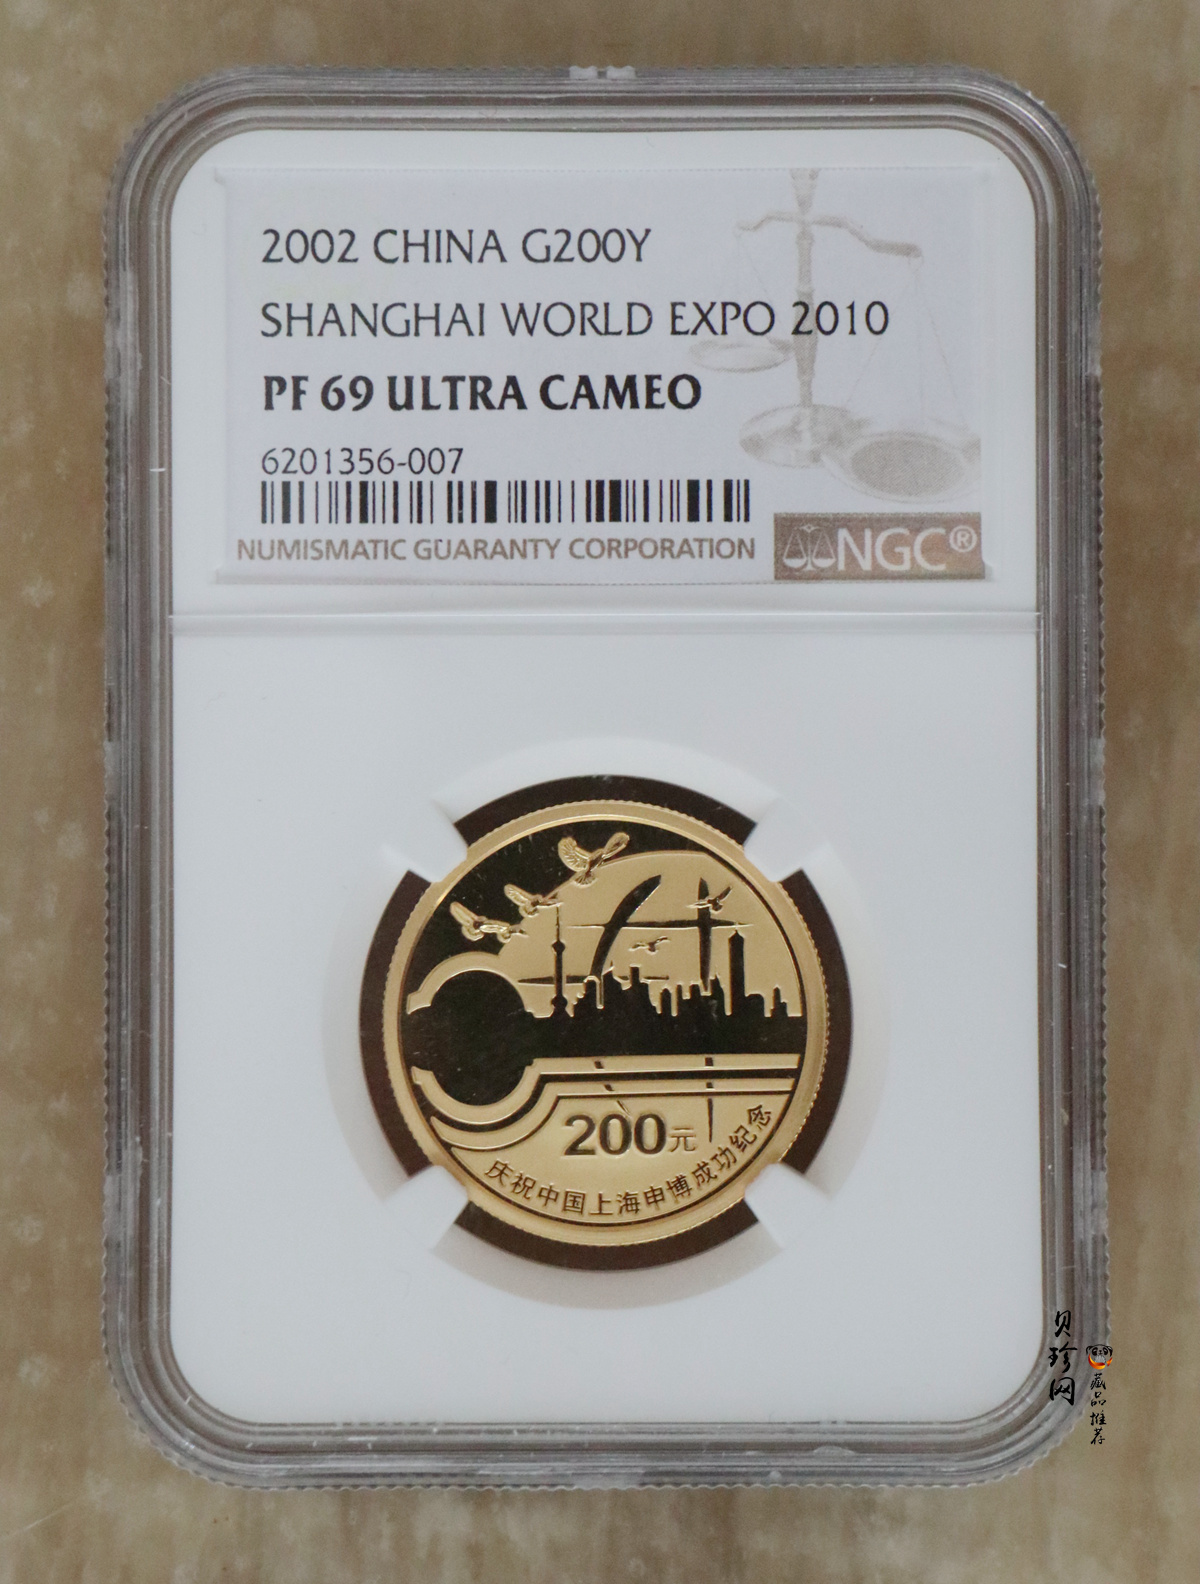 2002 CHINA G200Y
SHANGHAI WORLD EXPO 2010
PF 69 ULTRA CAMEO
6201356-007
NUMISMATIC GUARANTY CORPORATION
NGC®
200元
庆祝中国上海申博成功纪念
贝珍网
藏品推荐